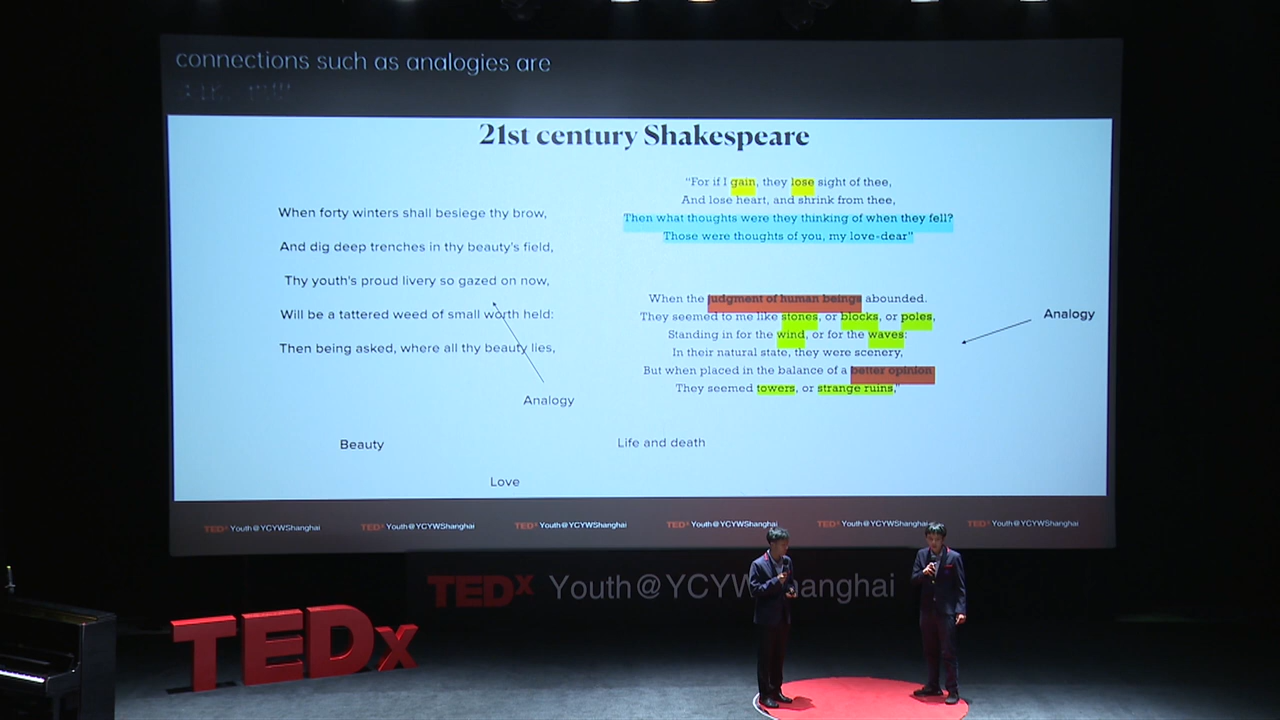 connections such as analogies are
21st century Shakespeare
When forty winters shall besiege thy brow,
And dig deep trenches in thy beauty's field,
Thy youth's proud livery so gazed on now,
Will be a tattered weed of small worth held:
Then being asked, where all thy beauty lies,
Analogy
Beauty
Love
Life and death
"For if I gain, they lose sight of thee,
And lose heart, and shrink from thee,
Then what thoughts were they thinking of when they fell?
Those were thoughts of you, my love-dear"
When the judgment of human beings abounded.
They seemed to me like stones, or blocks, or poles,
Standing in for the wind, or for the waves:
In their natural state, they were scenery,
But when placed in the balance of a better opinion
They seemed towers, or strange ruins,"
Analogy
TEDx Youth@YCYWShanghai
TEDx Youth@YCYWShanghai
TEDx Youth@YCYWShanghai
TEDx Youth@YCYWShanghai
TEDx Youth@YCYWShanghai
TEDx Youth@YCYWShanghai
TEDx Youth@YCYWShanghai
TEDx